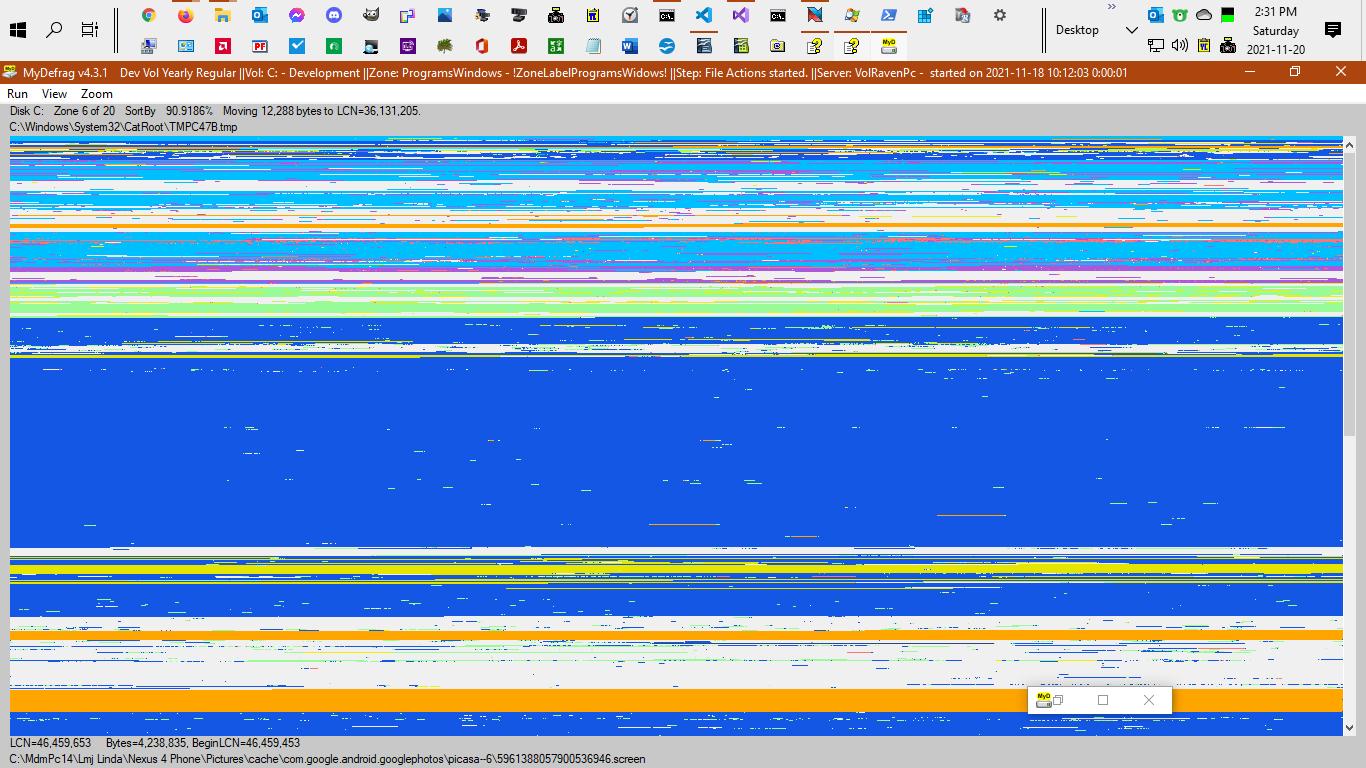 2:31 PM
Desktop
Saturday
2021-11-20
MyDefrag v4.3.1 Dev Vol Yearly Regular ||Vol: C: - Development ||Zone: ProgramsWindows - !ZoneLabelProgramsWidows! ||Step: File Actions started. ||Server: VolRavenPc - started on 2021-11-18 10:12:03 0:00:01
Run View Zoom
Disk C: Zone 6 of 20 SortBy 90.9186% Moving 12,288 bytes to LCN=36,131,205.
C:\Windows\System32\CatRoot\TMPC47B.tmp
MyD
LCN=46,459,653 Bytes=4,238,835, BeginLCN=46,459,453
C:\MdmPc14\Lmj Linda\Nexus 4 Phone\Pictures\cache\com.google.android.googlephotos\picasa--6\5961388057900536946.screen